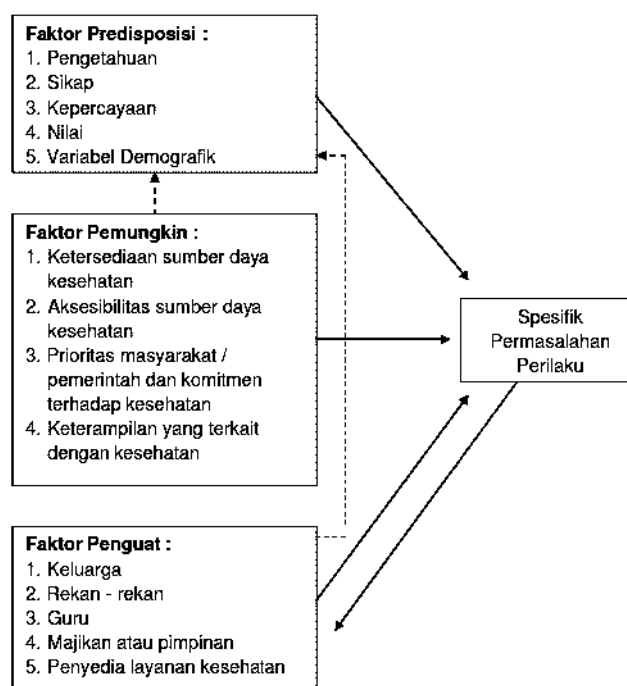 Faktor Predisposisi :
1. Pengetahuan
2. Sikap
3. Kepercayaan
4. Nilai
5. Variabel Demografik
Faktor Pemungkin :
1. Ketersediaan sumber daya
kesehatan
2. Aksesibilitas sumber daya
kesehatan
3. Prioritas masyarakat /
pemerintah dan komitmen
terhadap kesehatan
4. Keterampilan yang terkait
dengan kesehatan
Spesifik
Permasalahan
Perilaku
Faktor Penguat :
1. Keluarga
2. Rekan - rekan
3. Guru
4. Majikan atau pimpinan
5. Penyedia layanan kesehatan